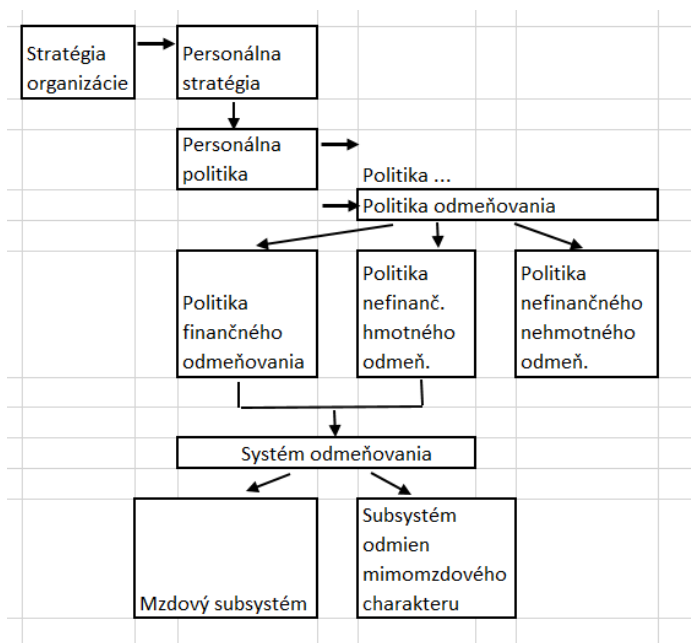 Stratégia
organizácie
Personálna
stratégia
Personálna
politika
Politika ...
Politika odmeňovania
Politika
finančného
odmeňovania
Politika
nefinanč.
hmotného
odmeň.
Politika
nefinančného
nehmotného
odmeň.
Systém odmeňovania
Mzdový subsystém
Subsystém
odmien
mimomzdového
charakteru